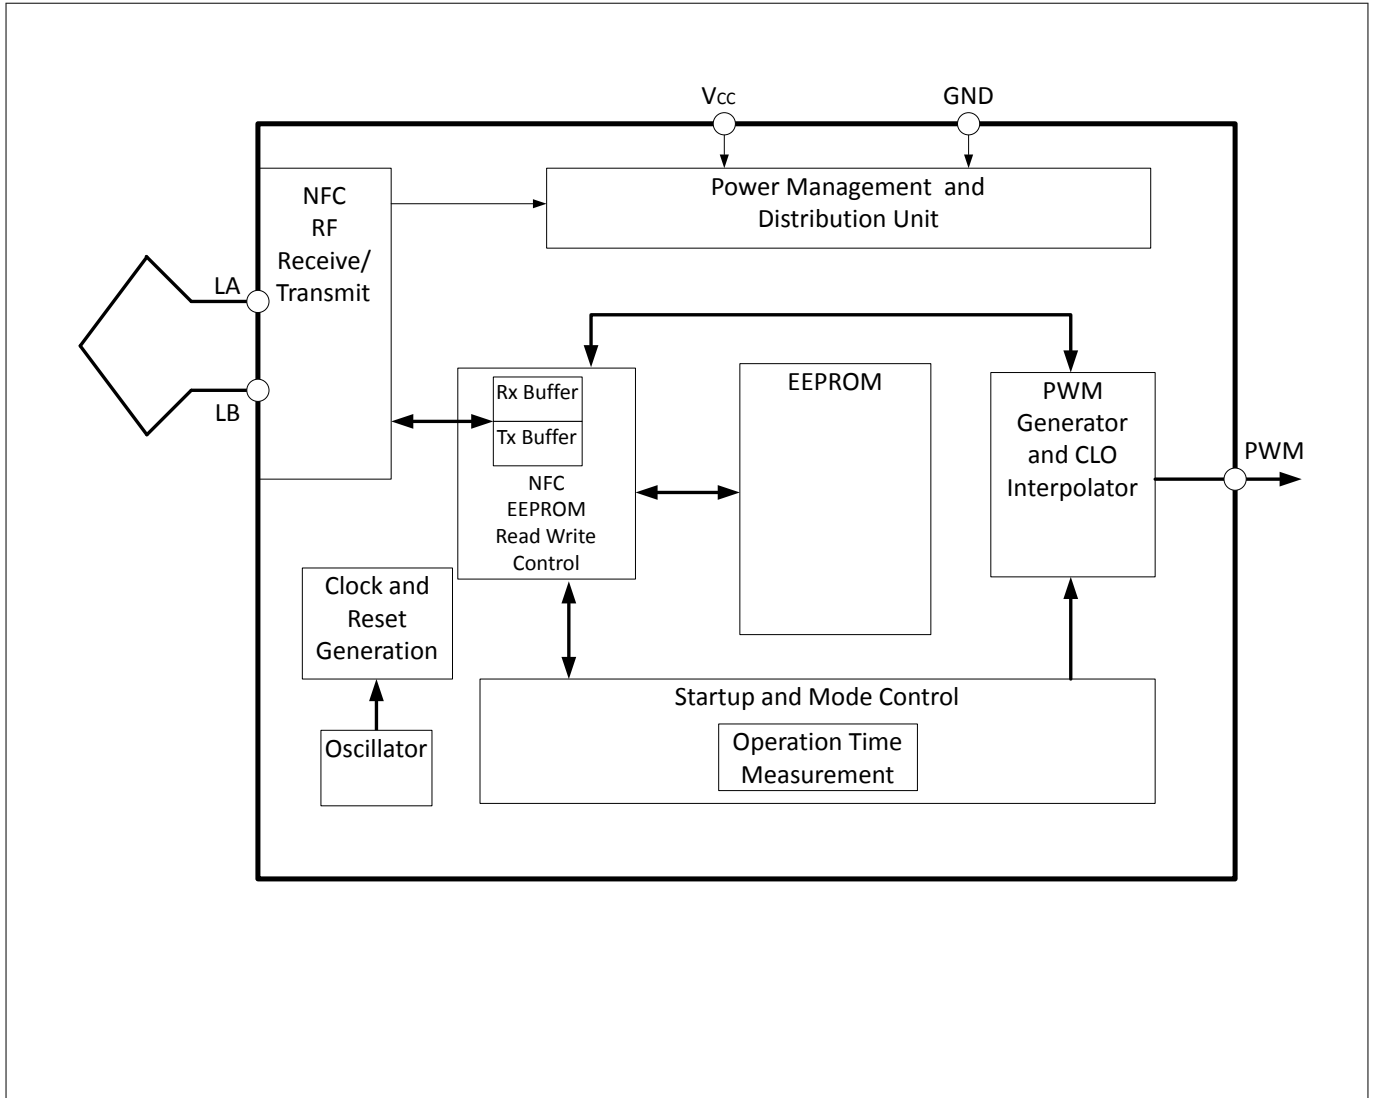 VCC
GND
NFC
RF
Receive/
Transmit
Power Management and
Distribution Unit
LA
LB
Rx Buffer
Tx Buffer
NFC
EEPROM
Read Write
Control
EEPROM
PWM
Generator
and CLO
Interpolator
PWM
Clock and
Reset
Generation
Oscillator
Startup and Mode Control
Operation Time
Measurement